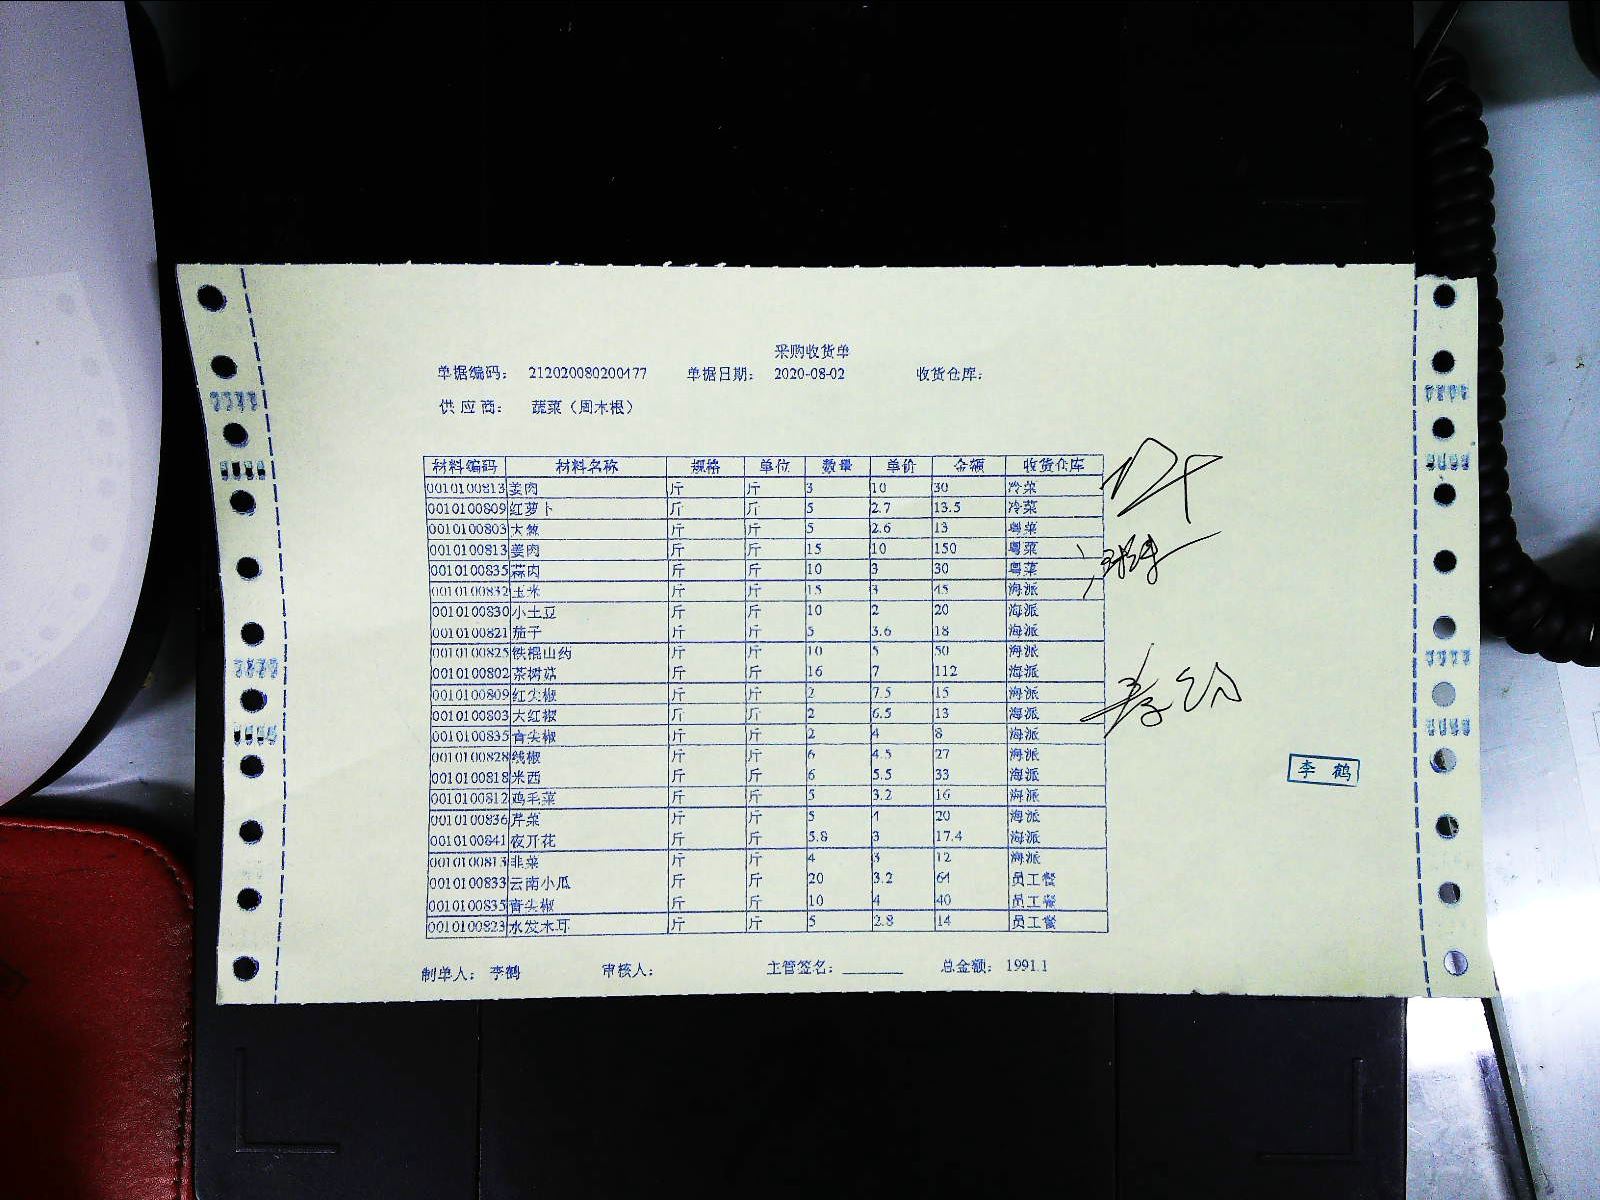 采购收货单
单据编码: 212020080200477 单据日期: 2020-08-02 收货仓库:
供应商: 蔬菜（周木根）
材料编码 材料名称 规格 单位 数量 单价 金额 收货仓库
0010100813 姜肉 斤 斤 3 10 30 冷菜
0010100809 红萝卜 斤 斤 5 2.7 13.5 冷菜
0010100803 大葱 斤 斤 5 2.6 13 粤菜
0010100813 姜肉 斤 斤 15 10 150 粤菜
0010100835 蒜肉 斤 斤 10 3 30 粤菜
0010100832 玉米 斤 斤 15 3 45 海派
0010100830 小土豆 斤 斤 10 2 20 海派
0010100821 茄子 斤 斤 5 3.6 18 海派
0010100825 铁棍山药 斤 斤 10 5 50 海派
0010100802 茶树菇 斤 斤 16 7 112 海派
0010100809 红尖椒 斤 斤 2 7.5 15 海派
0010100803 大红椒 斤 斤 2 6.5 13 海派
0010100835 青尖椒 斤 斤 2 4 8 海派
0010100828 线椒 斤 斤 6 4.5 27 海派
0010100818 米西 斤 斤 6 5.5 33 海派
0010100812 鸡毛菜 斤 斤 5 3.2 16 海派
0010100836 芹菜 斤 斤 5 4 20 海派
0010100841 夜开花 斤 斤 5.8 3 17.4 海派
0010100813 韭菜 斤 斤 4 3 12 海派
0010100833 云南小瓜 斤 斤 20 3.2 64 员工餐
0010100835 青尖椒 斤 斤 10 4 40 员工餐
0010100823 水发木耳 斤 斤 5 2.8 14 员工餐
李鹤
制单人: 李鹤 审核人: 主管签名: 总金额: 1991.1